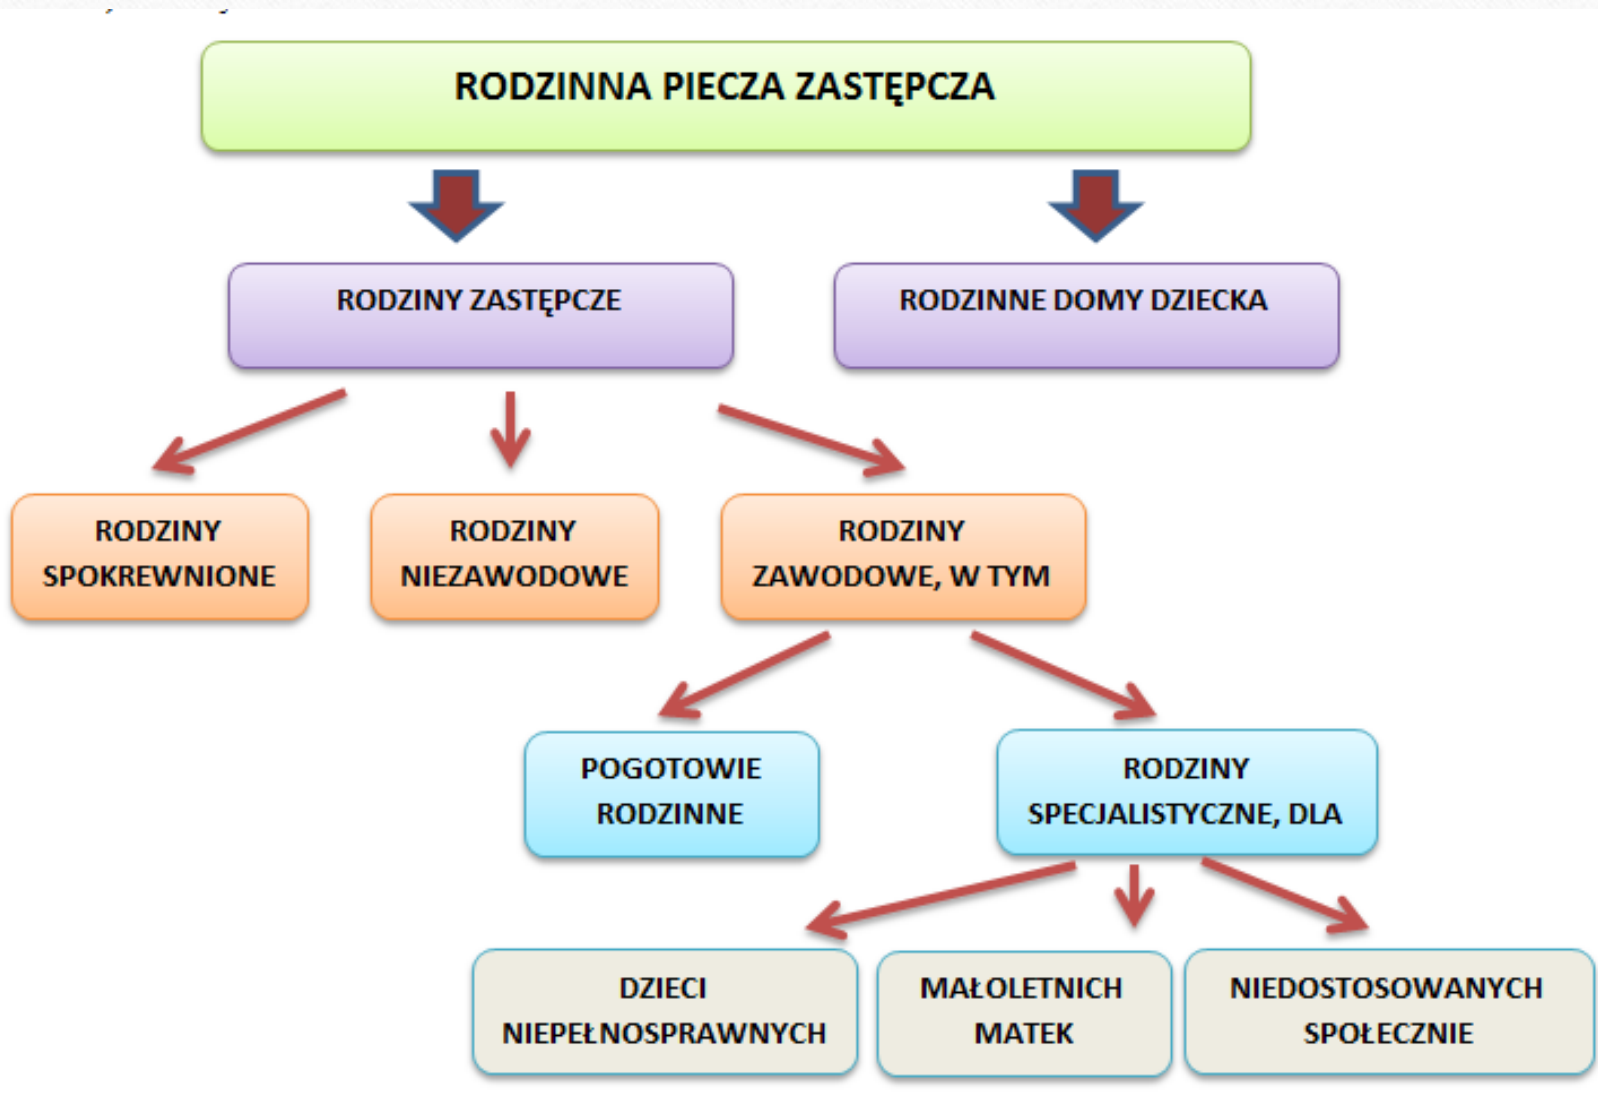 RODZINNA PIECZA ZASTĘPCZA
RODZINY ZASTĘPCZE
RODZINNE DOMY DZIECKA
RODZINY
SPOKREWNIONE
RODZINY
NIEZAWODOWE
RODZINY
ZAWODOWE, W TYM
POGOTOWIE
RODZINNE
RODZINY
SPECJALISTYCZNE, DLA
DZIECI
NIEPEŁNOSPRAWNYCH
MAŁOLETNICH
MATEK
NIEDOSTOSOWANYCH
SPOŁECZNIE